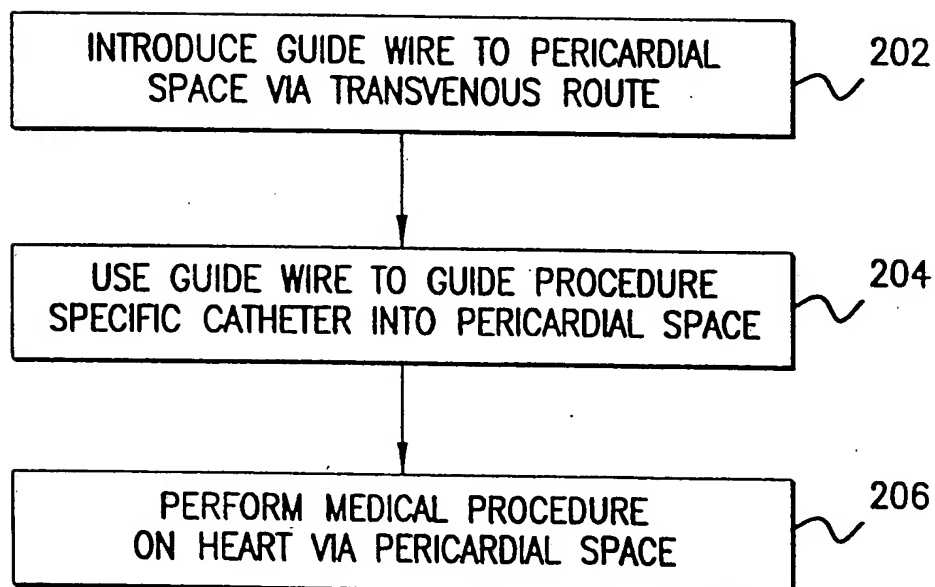 INTRODUCE GUIDE WIRE TO PERICARDIAL
SPACE VIA TRANSVENOUS ROUTE
202
USE GUIDE WIRE TO GUIDE PROCEDURE
SPECIFIC CATHETER INTO PERICARDIAL SPACE
204
PERFORM MEDICAL PROCEDURE
ON HEART VIA PERICARDIAL SPACE
206